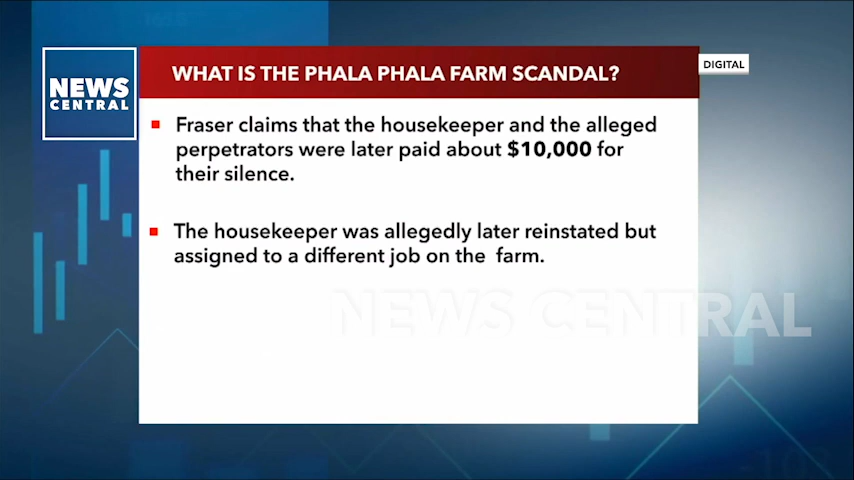 NEWS
CENTRAL
WHAT IS THE PHALA PHALA FARM SCANDAL?
DIGITAL
Fraser claims that the housekeeper and the alleged
perpetrators were later paid about $10,000 for
their silence.
The housekeeper was allegedly later reinstated but
assigned to a different job on the farm.
NEWS CENTRAL